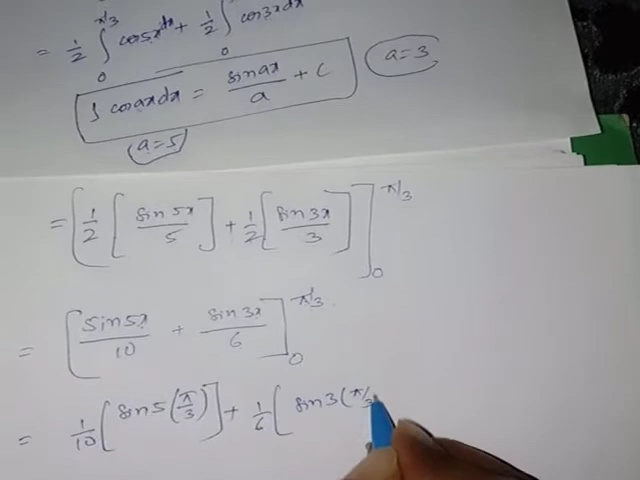 = 1/2 ∫₀^{π/3} cos5x dx + 1/2 ∫₀ cos3x dx
∫ cosax dx = sinax/a + C
a=3
a=5
= [1/2 [sin5x/5] + 1/2 [sin3x/3]]₀^{π/3}
= [sin5x/10 + sin3x/6]₀^{π/3}
= 1/10 [sin5(π/3)] + 1/6 [sin3(π/3